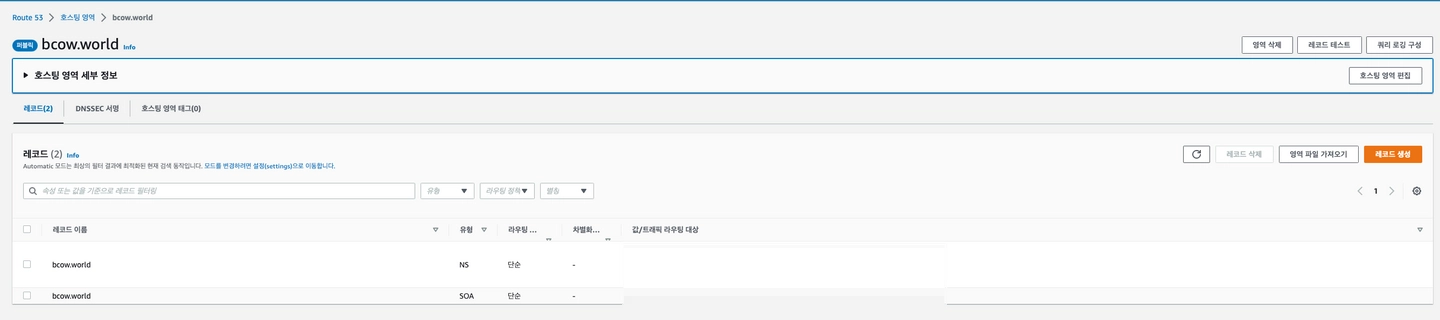 Route 53 > 호스팅 영역 > bcow.world
퍼블릭 bcow.world Info
영역 삭제 레코드 테스트 쿼리 로깅 구성
호스팅 영역 세부 정보 호스팅 영역 편집
레코드(2) DNSSEC 서명 호스팅 영역 태그(0)
레코드 (2) Info
Automatic 모드는 최상의 필터 결과에 최적화된 현재 검색 동작입니다. 모드를 변경하려면 설정(settings)으로 이동합니다.
레코드 삭제 영역 파일 가져오기 레코드 생성
속성 또는 값을 기준으로 레코드 필터링 유형 라우팅 정책 별칭 1
레코드 이름 유형 라우팅 ... 차별화... 값/트래픽 라우팅 대상
bcow.world NS 단순 -
bcow.world SOA 단순 -